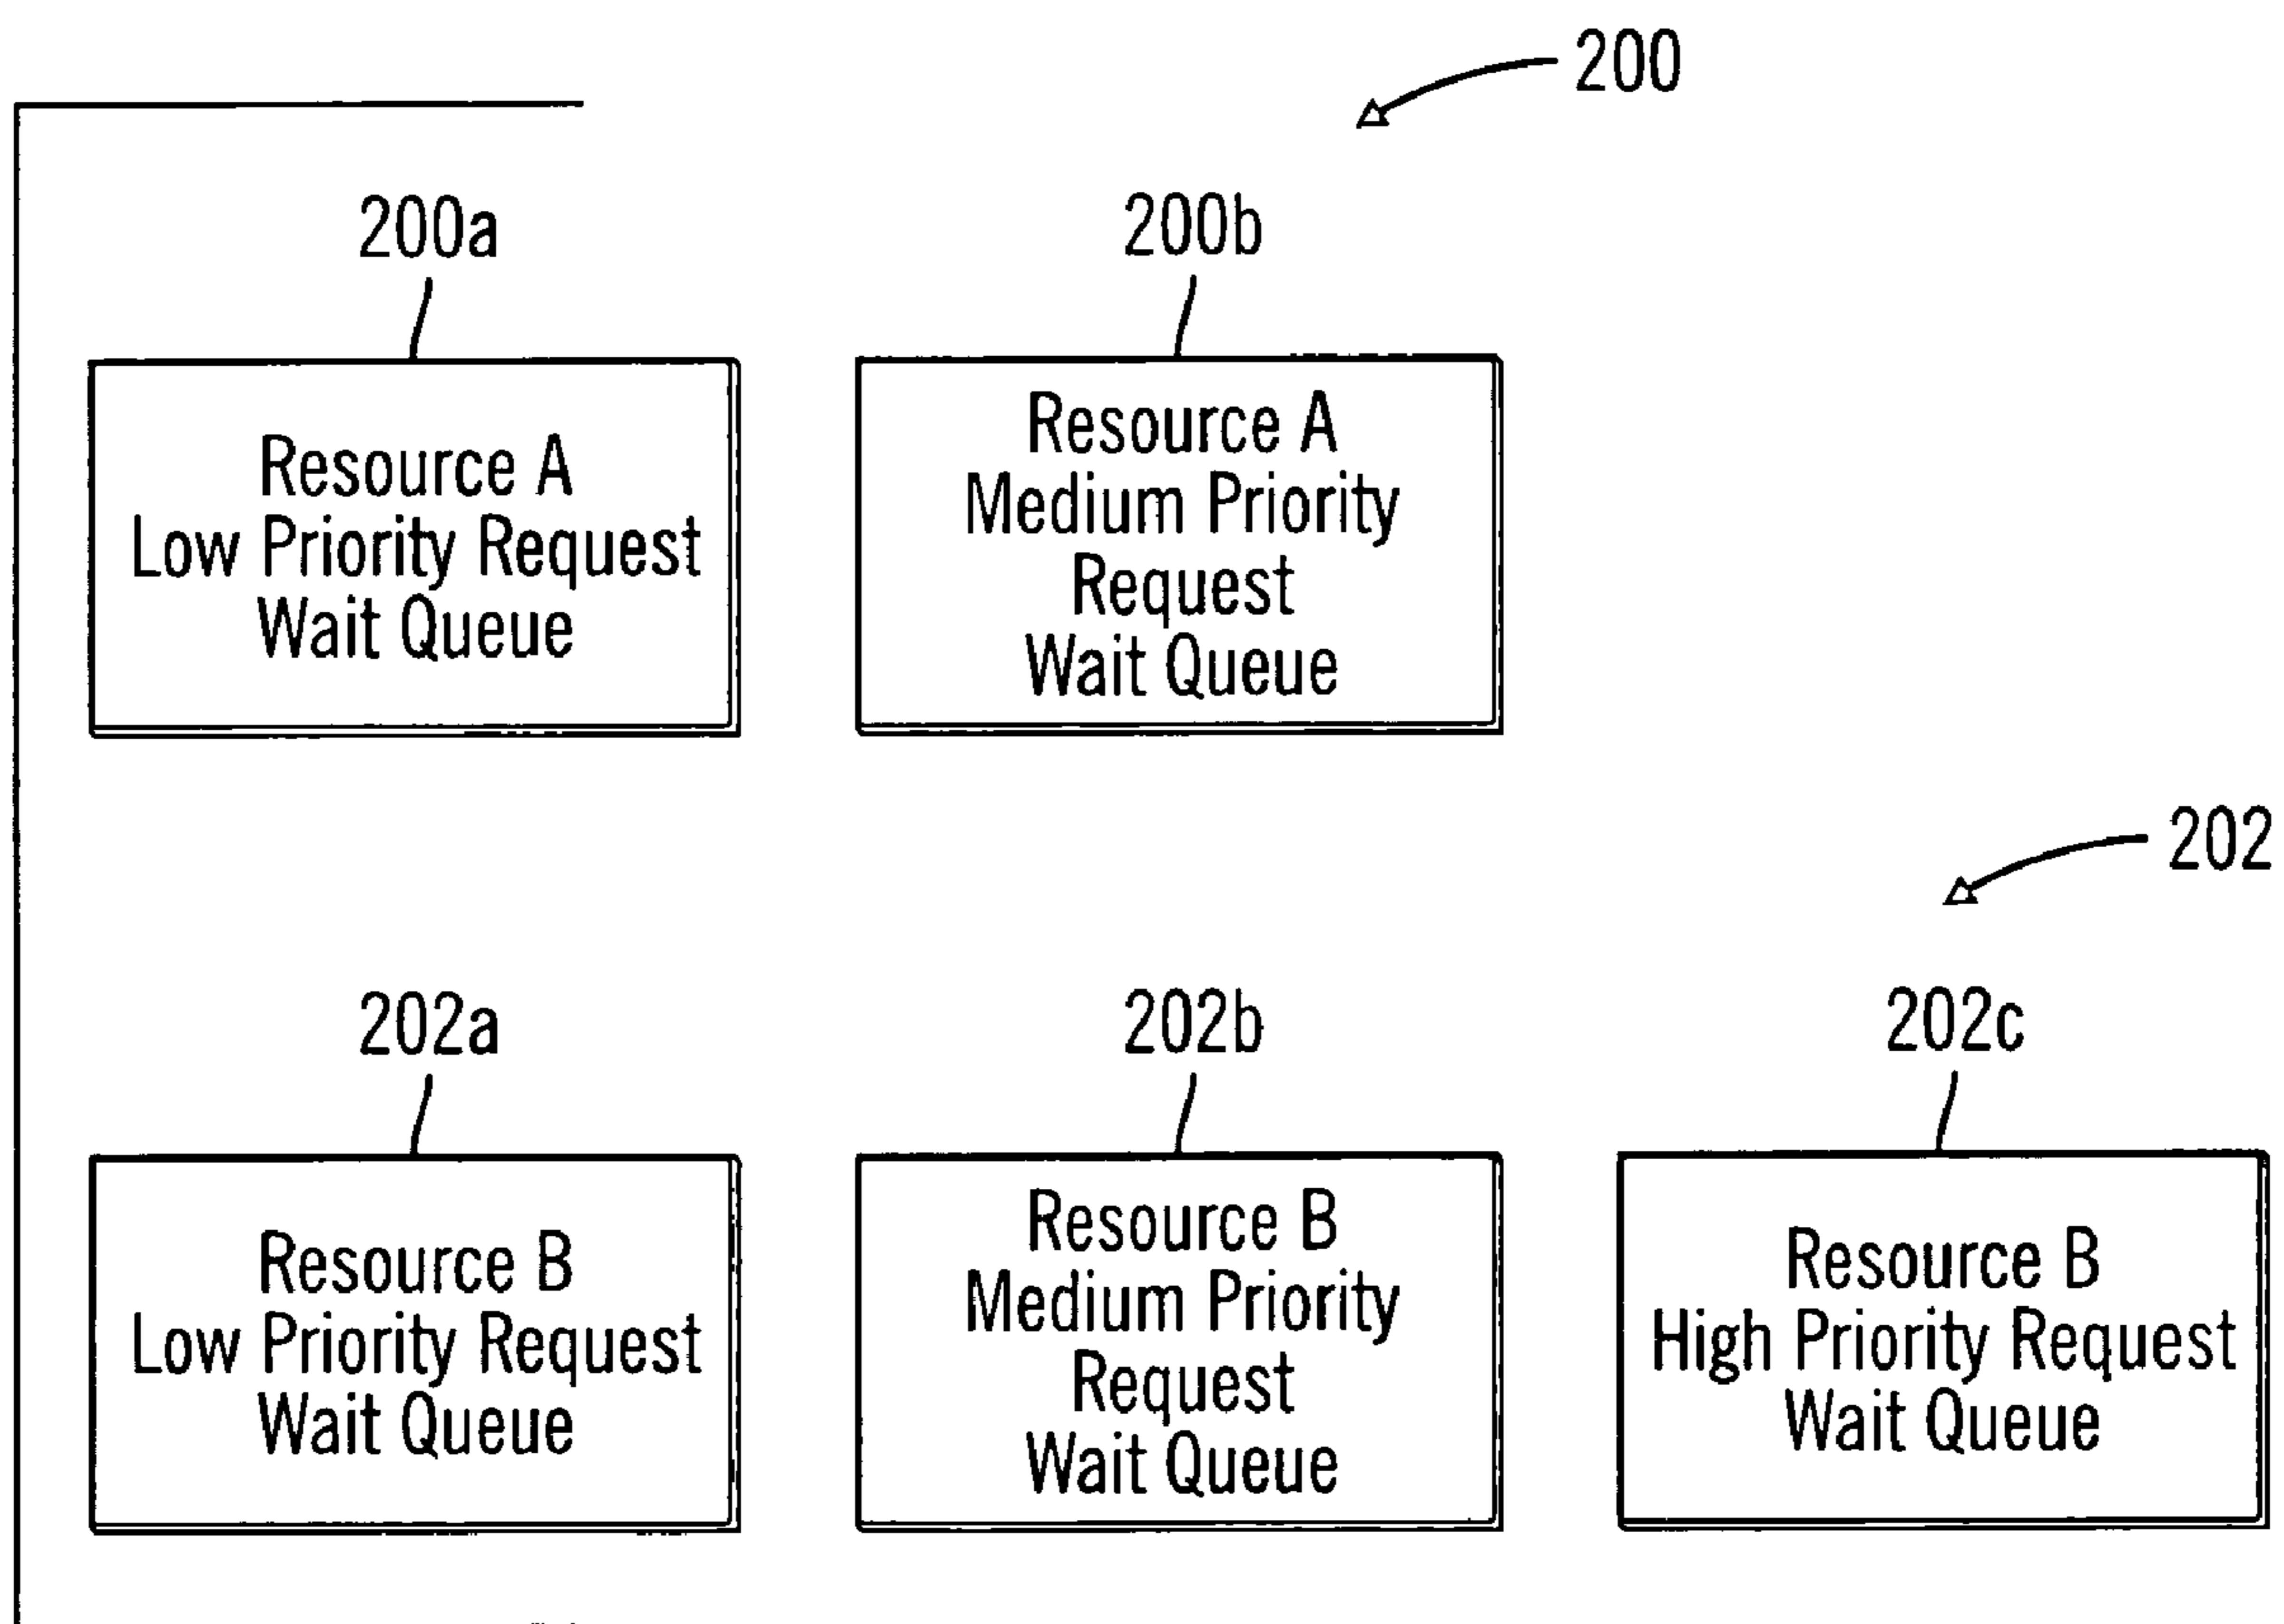 200
200a
200b
Resource A
Low Priority Request
Wait Queue
Resource A
Medium Priority
Request
Wait Queue
202
202a
202b
202c
Resource B
Low Priority Request
Wait Queue
Resource B
Medium Priority
Request
Wait Queue
Resource B
High Priority Request
Wait Queue